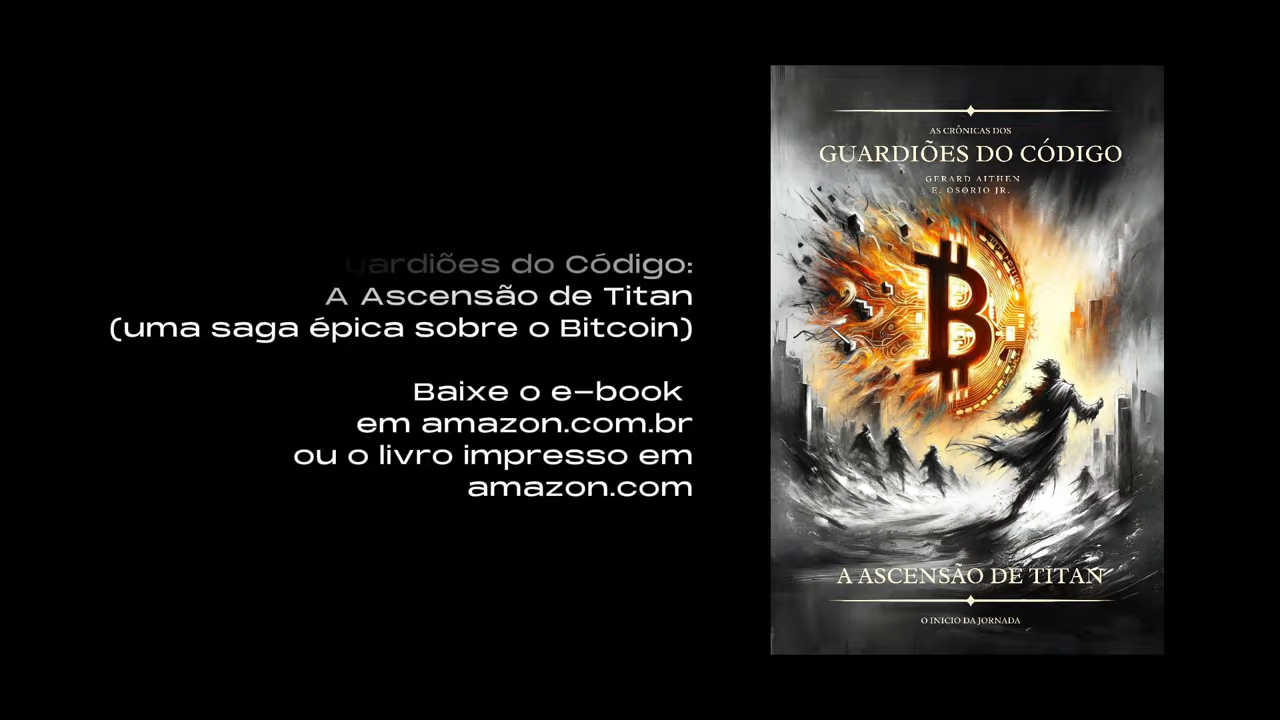 do Código:
A Ascensão de Titan
(uma saga épica sobre o Bitcoin)
Baixe o e-book
em amazon.com.br
ou o livro impresso em
amazon.com
AS CRÔNICAS DOS
GUARDIÕES DO CÓDIGO
GERARD AITHEN
E. OSORIO JR.
A ASCENSÃO DE TITAN
O INICIO DA JORNADA